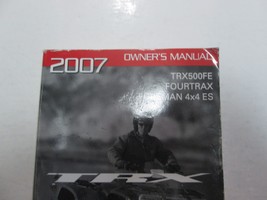 2007
OWNER'S MANUAL
TRX500FE
FOURTRAX
MAN 4x4 ES
TRX